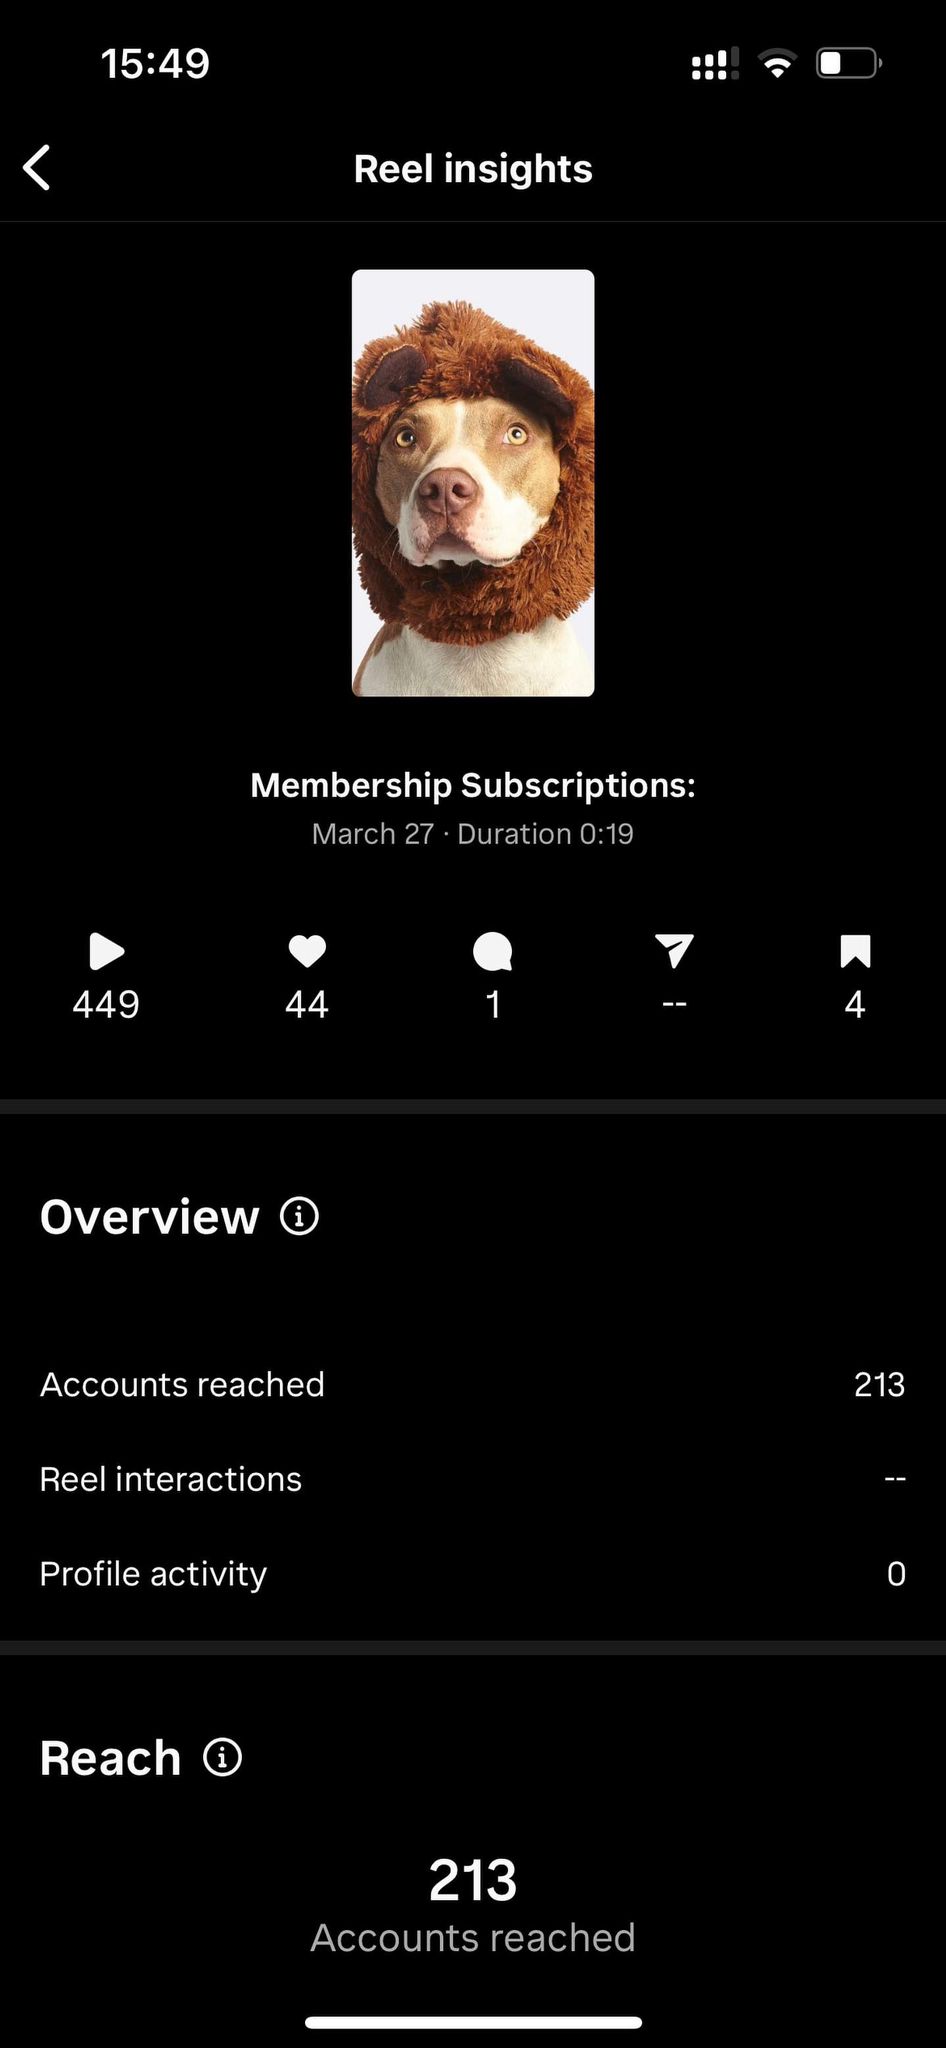 15:49
Reel insights
Membership Subscriptions:
March 27 · Duration 0:19
449 44 1 -- 4
Overview
Accounts reached 213
Reel interactions --
Profile activity 0
Reach
213
Accounts reached